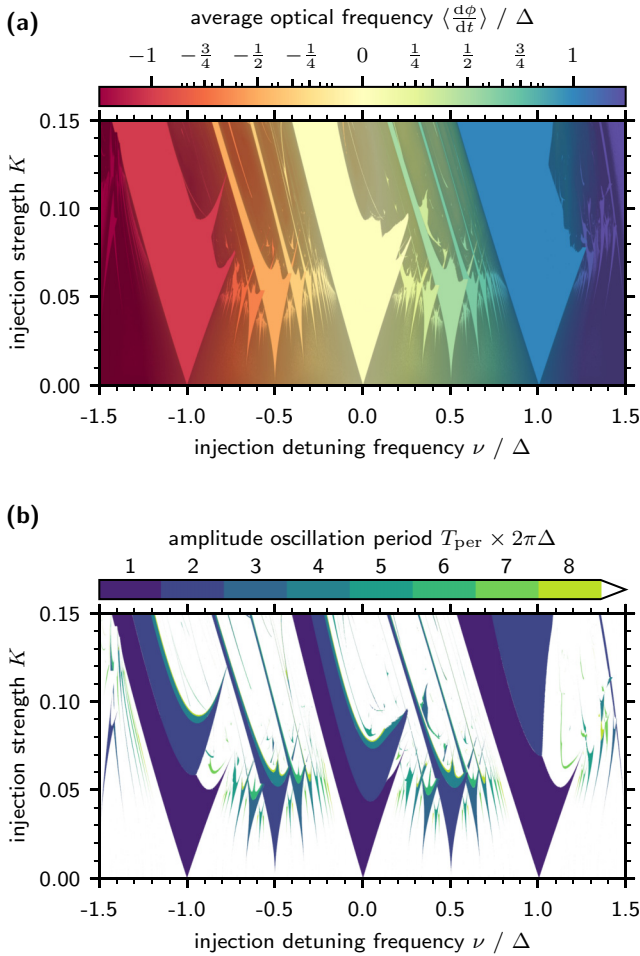 (a)
average optical frequency ⟨dφ/dt⟩ / Δ
−1 −3/4 −1/2 −1/4 0 1/4 1/2 3/4 1
injection strength K
0.15
0.10
0.05
0.00
-1.5 -1.0 -0.5 0.0 0.5 1.0 1.5
injection detuning frequency ν / Δ
(b)
amplitude oscillation period T_per × 2πΔ
1 2 3 4 5 6 7 8
injection strength K
0.15
0.10
0.05
0.00
-1.5 -1.0 -0.5 0.0 0.5 1.0 1.5
injection detuning frequency ν / Δ